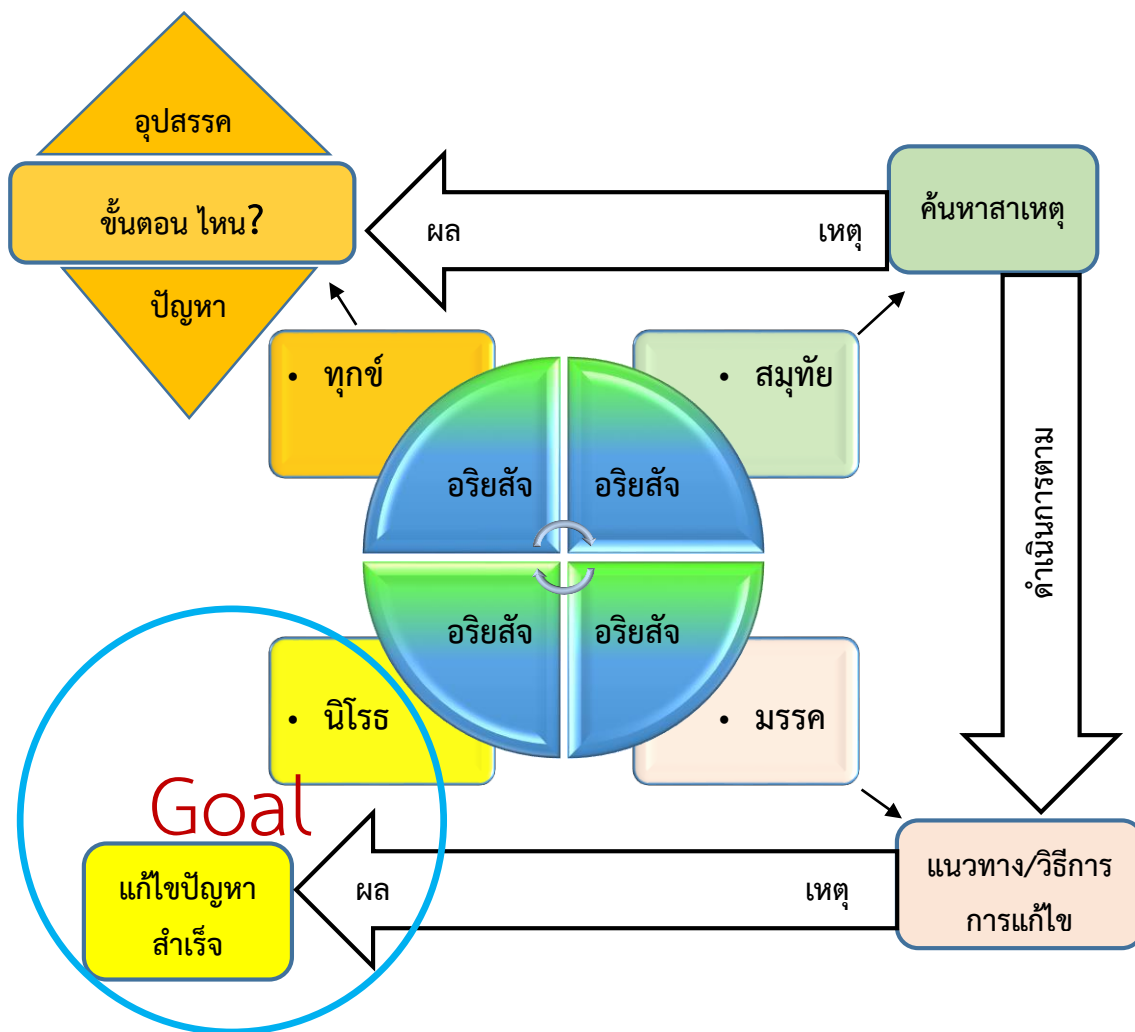 อุปสรรค
ขั้นตอน ไหน?
ปัญหา
ผล
เหตุ
ค้นหาสาเหตุ
• ทุกข์
• สมุทัย
อริยสัจ
อริยสัจ
ดำเนินการตาม
อริยสัจ
อริยสัจ
• นิโรธ
• มรรค
Goal
แก้ไขปัญหา
สำเร็จ
ผล
เหตุ
แนวทาง/วิธีการ
การแก้ไข